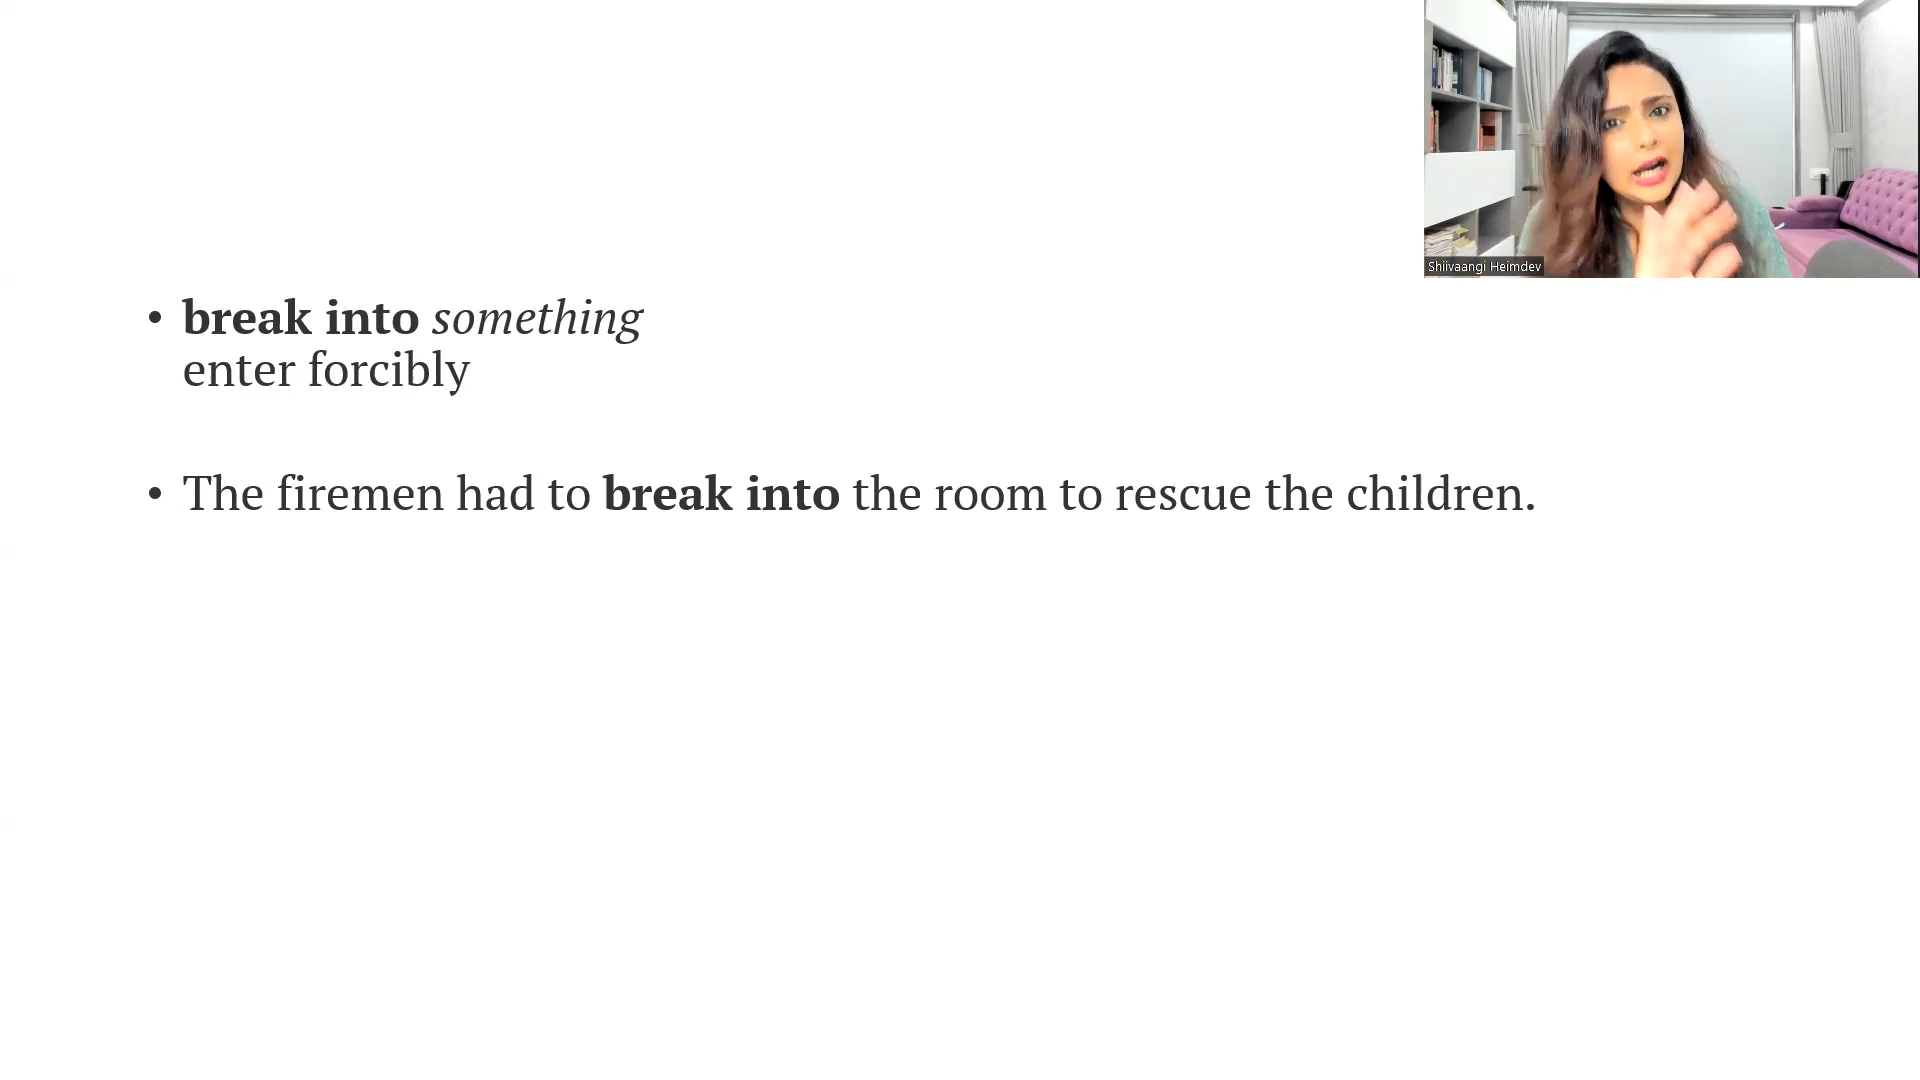 Shiivaangi Heimdev
• break into something
enter forcibly
• The firemen had to break into the room to rescue the children.